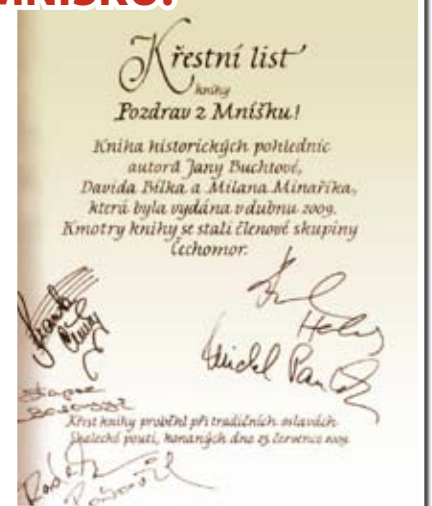 MNÍŠKU!
Křestní list
knihy
Pozdrav z Mníšku!
Kniha historických pohlednic
autorů Jany Buchtové,
Davida Bílka a Milana Minaříka,
která byla vydána v dubnu 2009.
Kmotry knihy se stali členové skupiny
Čechomor.
Michal Pav
Křest knihy proběhl při tradičních oslavách
Skalecké pouti, konaných dne 25 července 2009